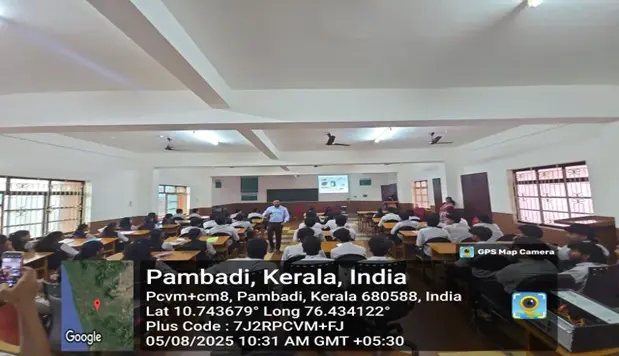 GPS Map Camera
Pambadi, Kerala, India
Pcvm+cm8, Pambadi, Kerala 680588, India
Lat 10.743679° Long 76.434122°
Plus Code : 7J2RPCVM+FJ
05/08/2025 10:31 AM GMT +05:30
Google